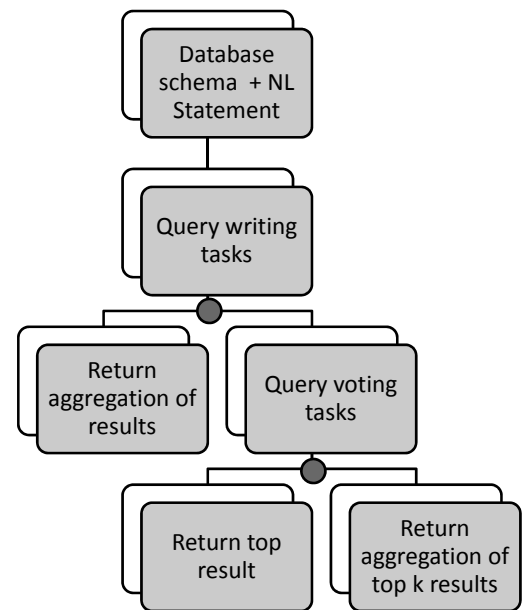 Database
schema + NL
Statement
Query writing
tasks
Return
aggregation of
results
Query voting
tasks
Return top
result
Return
aggregation of
top k results